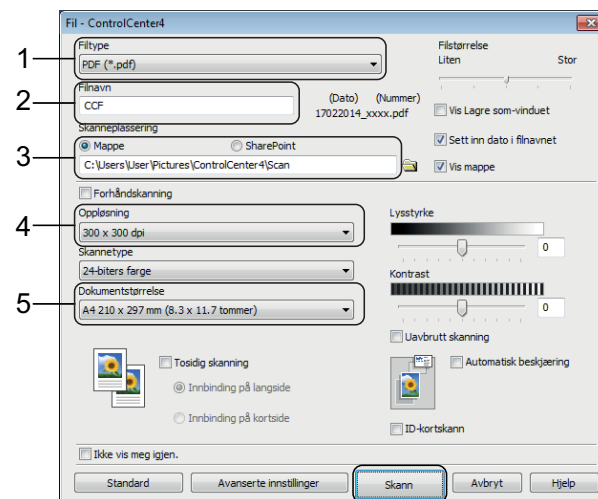 Fil - ControlCenter4
1
Filtype
PDF (*.pdf)
Filstørrelse
Liten Stor
2
Filnavn
CCF
(Dato) (Nummer)
17022014_xxxx.pdf
Vis Lagre som-vinduet
Sett inn dato i filnavnet
Vis mappe
Skanneplassering
3
Mappe SharePoint
C:\Users\User\Pictures\ControlCenter4\Scan
Forhåndskanning
4
Oppløsning
300 x 300 dpi
Skannetype
24-biters farge
5
Dokumentstørrelse
A4 210 x 297 mm (8.3 x 11.7 tommer)
Lysstyrke
0
Kontrast
0
Uavbrutt skanning
Tosidig skanning
Innbinding på langside
Innbinding på kortside
Automatisk beskjæring
ID-kortskann
Ikke vis meg igjen.
Standard Avanserte innstillinger Skann Avbryt Hjelp